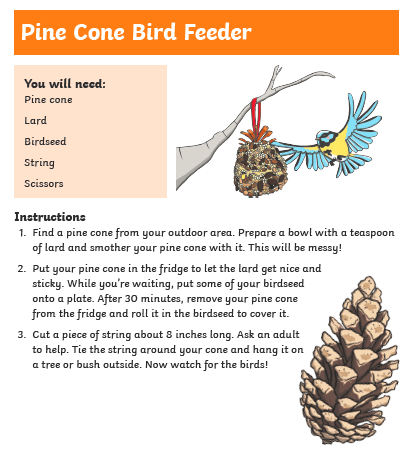 Pine Cone Bird Feeder
You will need:
Pine cone
Lard
Birdseed
String
Scissors
Instructions
1. Find a pine cone from your outdoor area. Prepare a bowl with a teaspoon
of lard and smother your pine cone with it. This will be messy!
2. Put your pine cone in the fridge to let the lard get nice and
sticky. While you're waiting, put some of your birdseed
onto a plate. After 30 minutes, remove your pine cone
from the fridge and roll it in the birdseed to cover it.
3. Cut a piece of string about 8 inches long. Ask an adult
to help. Tie the string around your cone and hang it on
a tree or bush outside. Now watch for the birds!